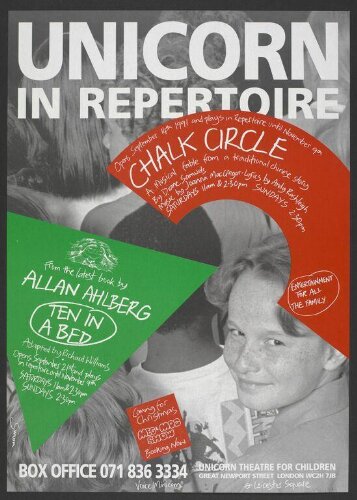 UNICORN
IN REPERTOIRE
Opens September 14th 1991 and plays in Repertoire until November 9th
CHALK CIRCLE
A musical fable from a traditional chinese story
By Diane Samuels
Music by Joanna MacGregor Lyrics by Andy Rashleigh
SATURDAYS 11am & 2.30pm SUNDAYS 2.30pm
ENTERTAINMENT
FOR ALL
THE FAMILY
From the latest book by
ALLAN AHLBERG
TEN IN
A BED
Adapted by Richard Williams
Opens September 21st and plays
in repertoire until November
SATURDAYS 11am & 2.30pm
SUNDAYS 2.30pm
Coming for
Christmas
Booking Now
BOX OFFICE 071 836 3334
Voice/Minicom
UNICORN THEATRE FOR CHILDREN
GREAT NEWPORT STREET LONDON WC2H 7JB
Leicester Square